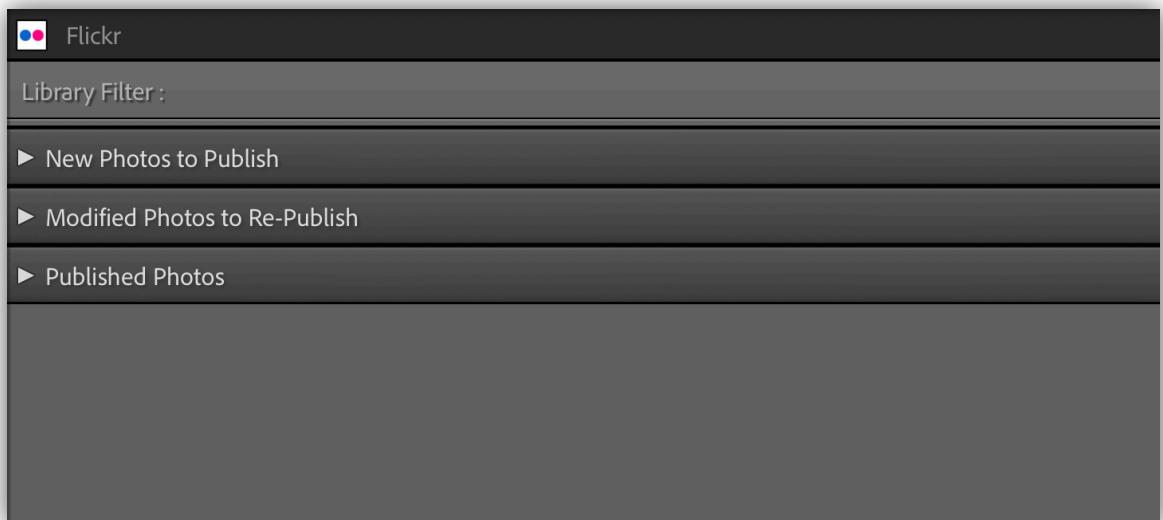 Flickr
Library Filter :
New Photos to Publish
Modified Photos to Re-Publish
Published Photos